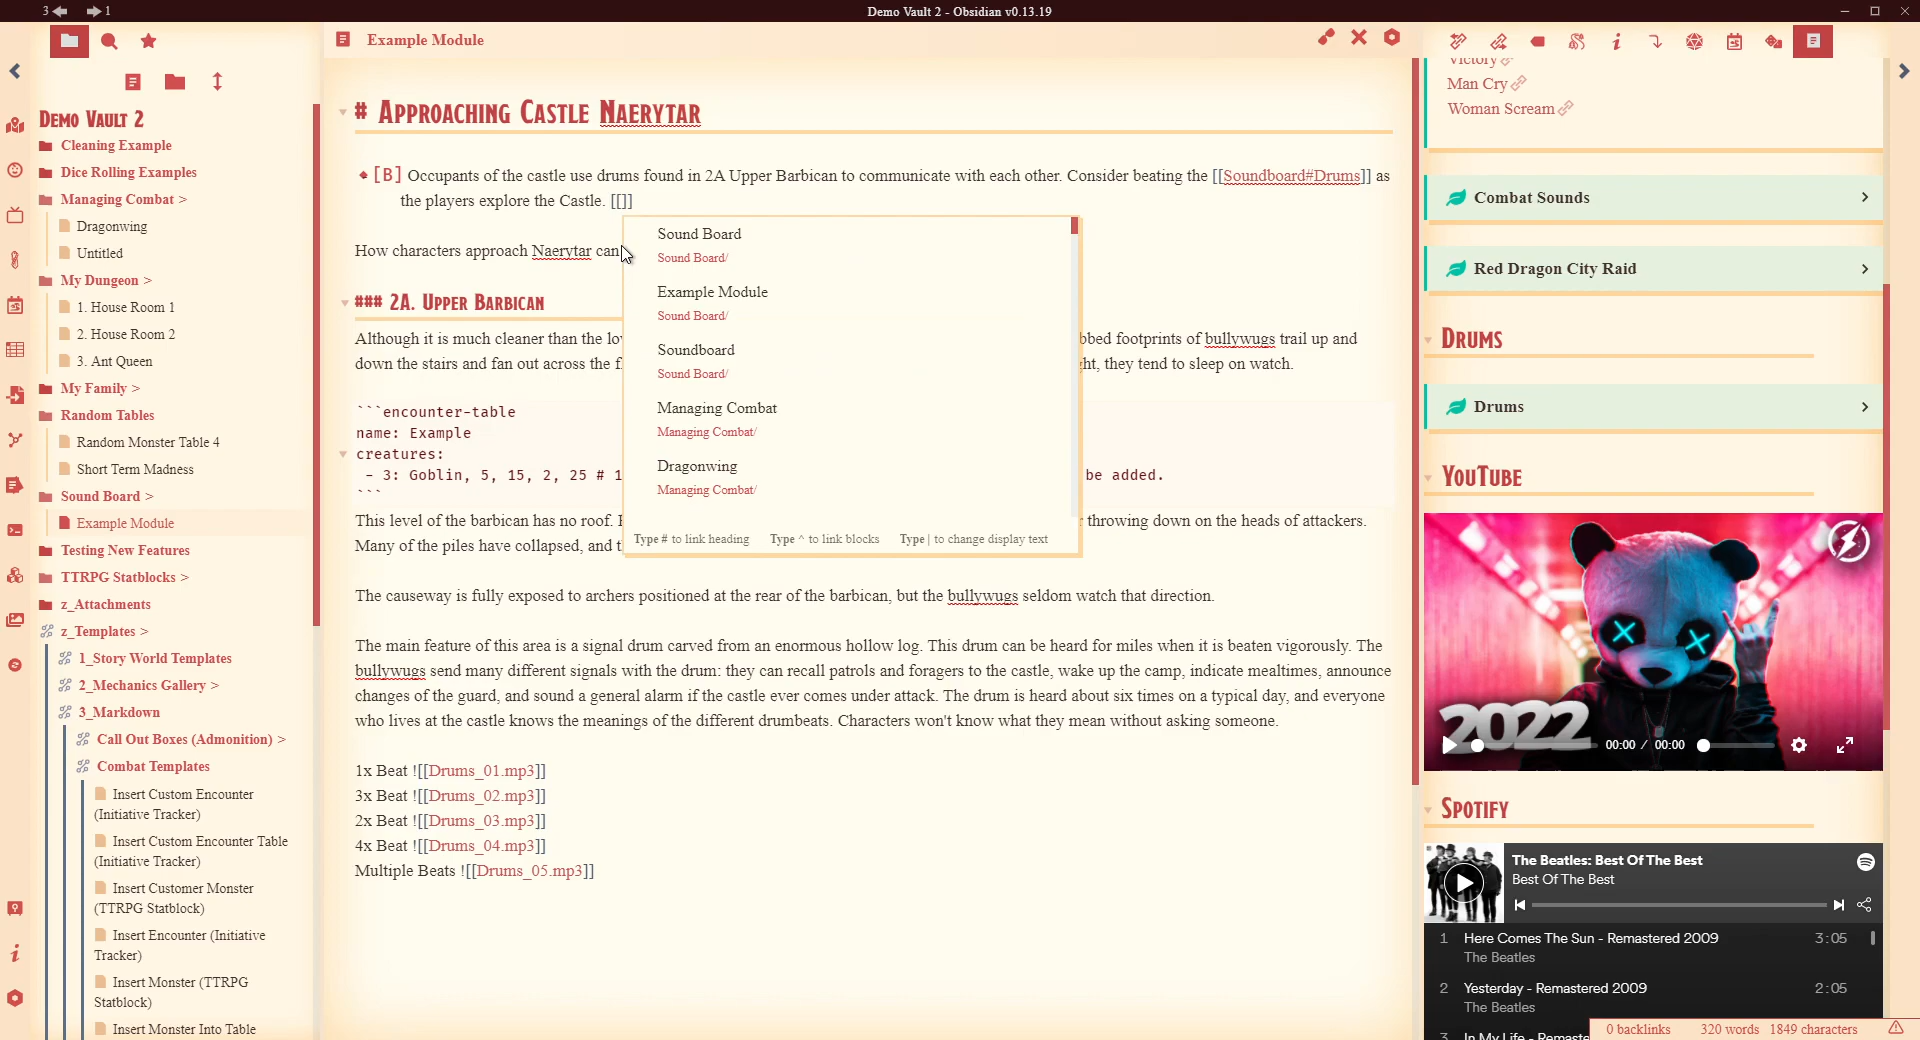 3 1
Demo Vault 2 - Obsidian v0.13.19
Demo Vault 2
Cleaning Example
Dice Rolling Examples
Managing Combat >
Dragonwing
Untitled
My Dungeon >
1. House Room 1
2. House Room 2
3. Ant Queen
My Family >
Random Tables
Random Monster Table 4
Short Term Madness
Sound Board >
Example Module
Testing New Features
TTRPG Statblocks >
z_Attachments
z_Templates >
1_Story World Templates
2_Mechanics Gallery >
3_Markdown
Call Out Boxes (Admonition) >
Combat Templates
Insert Custom Encounter
(Initiative Tracker)
Insert Custom Encounter Table
(Initiative Tracker)
Insert Customer Monster
(TTRPG Statblock)
Insert Encounter (Initiative
Tracker)
Insert Monster (TTRPG
Statblock)
Insert Monster Into Table
Example Module
# Approaching Castle Naerytar
[B] Occupants of the castle use drums found in 2A Upper Barbican to communicate with each other. Consider beating the [[Soundboard#Drums]] as
the players explore the Castle. [[]]
How characters approach Naerytar can
### 2A. Upper Barbican
Although it is much cleaner than the lo
bbed footprints of bullywugs trail up and
down the stairs and fan out across the f
ht, they tend to sleep on watch.
```encounter-table
name: Example
creatures:
- 3: Goblin, 5, 15, 2, 25 # 1
be added.
```
This level of the barbican has no roof.
throwing down on the heads of attackers.
Many of the piles have collapsed, and t
The causeway is fully exposed to archers positioned at the rear of the barbican, but the bullywugs seldom watch that direction.
The main feature of this area is a signal drum carved from an enormous hollow log. This drum can be heard for miles when it is beaten vigorously. The
bullywugs send many different signals with the drum: they can recall patrols and foragers to the castle, wake up the camp, indicate mealtimes, announce
changes of the guard, and sound a general alarm if the castle ever comes under attack. The drum is heard about six times on a typical day, and everyone
who lives at the castle knows the meanings of the different drumbeats. Characters won't know what they mean without asking someone.
1x Beat ![[Drums_01.mp3]]
3x Beat ![[Drums_02.mp3]]
2x Beat ![[Drums_03.mp3]]
4x Beat ![[Drums_04.mp3]]
Multiple Beats ![[Drums_05.mp3]]
Sound Board
Sound Board/
Example Module
Sound Board/
Soundboard
Sound Board/
Managing Combat
Managing Combat/
Dragonwing
Managing Combat/
Type # to link heading Type ^ to link blocks Type | to change display text
Victory
Man Cry
Woman Scream
Combat Sounds
Red Dragon City Raid
Drums
Drums
YouTube
2022
00:00 / 00:00
Spotify
The Beatles: Best Of The Best
Best Of The Best
1 Here Comes The Sun - Remastered 2009 3:05
The Beatles
2 Yesterday - Remastered 2009 2:05
The Beatles
3 In My Life - Remaste
0 backlinks 320 words 1849 characters